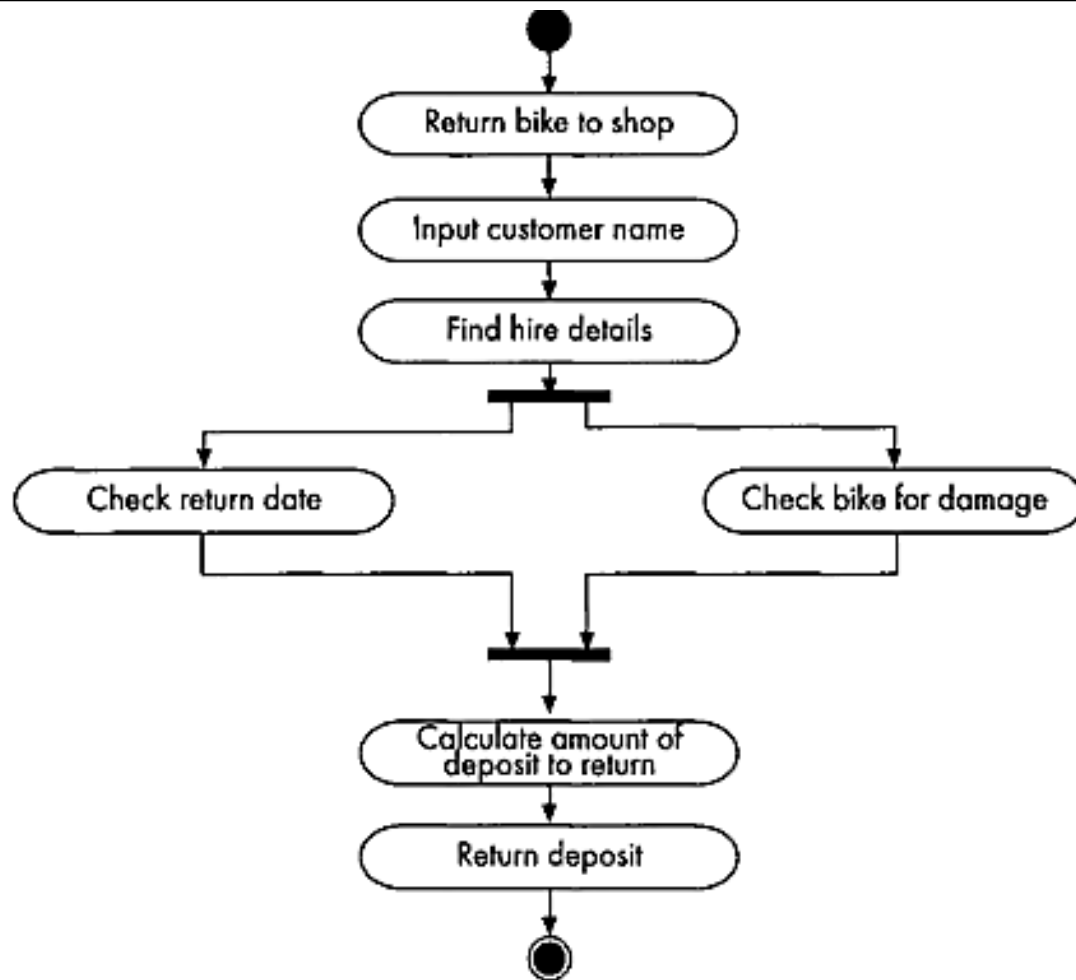 Return bike to shop
Input customer name
Find hire details
Check return date
Check bike for damage
Calculate amount of
deposit to return
Return deposit